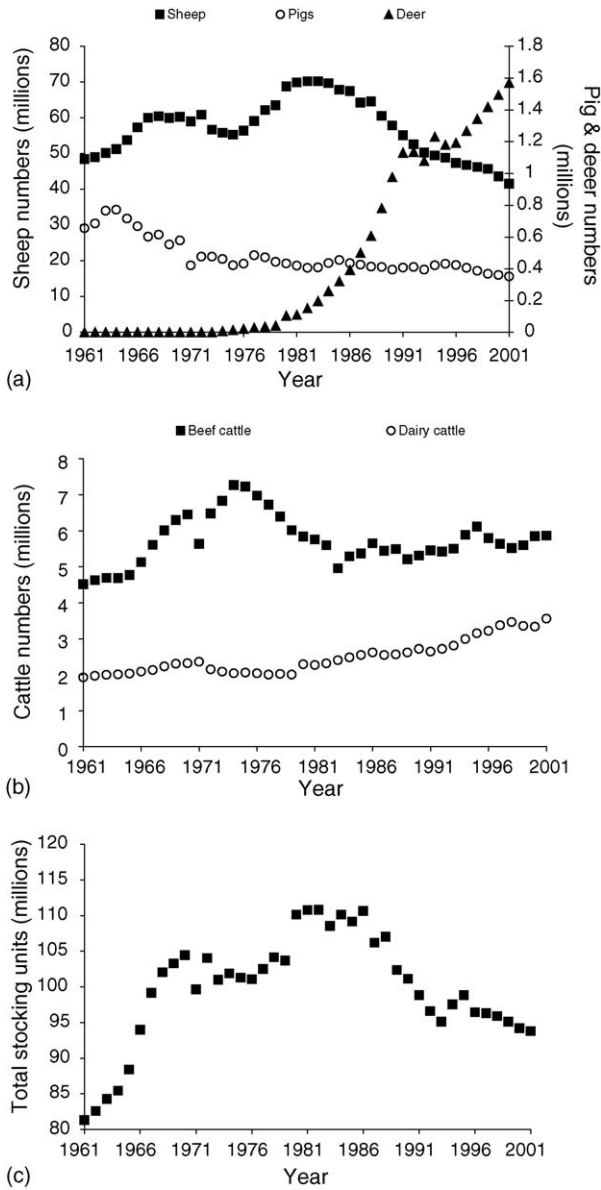 Sheep Pigs Deer
Sheep numbers (millions)
80
70
60
50
40
30
20
10
0
1.8
1.6
1.4
1.2
1
0.8
0.6
0.4
0.2
0
Pig & deeer numbers
(millions)
1961 1966 1971 1976 1981 1986 1991 1996 2001
Year
(a)
Beef cattle Dairy cattle
Cattle numbers (millions)
8
7
6
5
4
3
2
1
0
1961 1966 1971 1976 1981 1986 1991 1996 2001
Year
(b)
Total stocking units (millions)
120
115
110
105
100
95
90
85
80
1961 1966 1971 1976 1981 1986 1991 1996 2001
Year
(c)